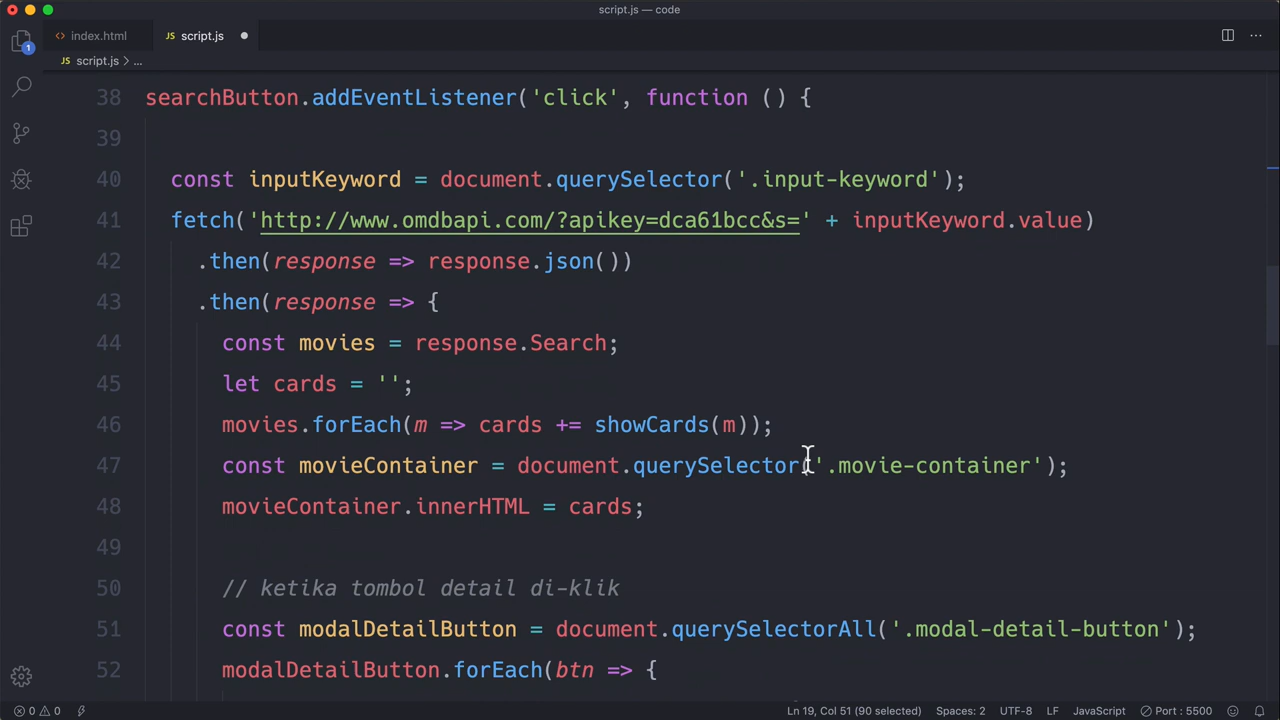 script.js — code
index.html
JS script.js
JS script.js > ...
1
38 searchButton.addEventListener('click', function () {
39
40 const inputKeyword = document.querySelector('.input-keyword');
41 fetch('http://www.omdbapi.com/?apikey=dca61bcc&s=' + inputKeyword.value)
42 .then(response => response.json())
43 .then(response => {
44 const movies = response.Search;
45 let cards = '';
46 movies.forEach(m => cards += showCards(m));
47 const movieContainer = document.querySelector('.movie-container');
48 movieContainer.innerHTML = cards;
49
50 // ketika tombol detail di-klik
51 const modalDetailButton = document.querySelectorAll('.modal-detail-button');
52 modalDetailButton.forEach(btn => {
0 0 Ln 19, Col 51 (90 selected) Spaces: 2 UTF-8 LF JavaScript Port : 5500